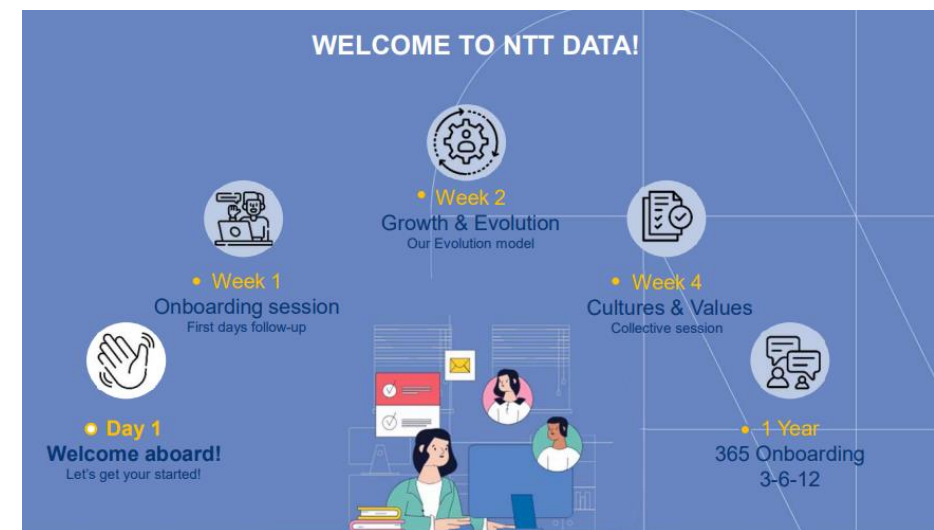 WELCOME TO NTT DATA!
Week 2
Growth & Evolution
Our Evolution model
Week 1
Onboarding session
First days follow-up
Week 4
Cultures & Values
Collective session
Day 1
Welcome aboard!
Let's get your started!
1 Year
365 Onboarding
3-6-12